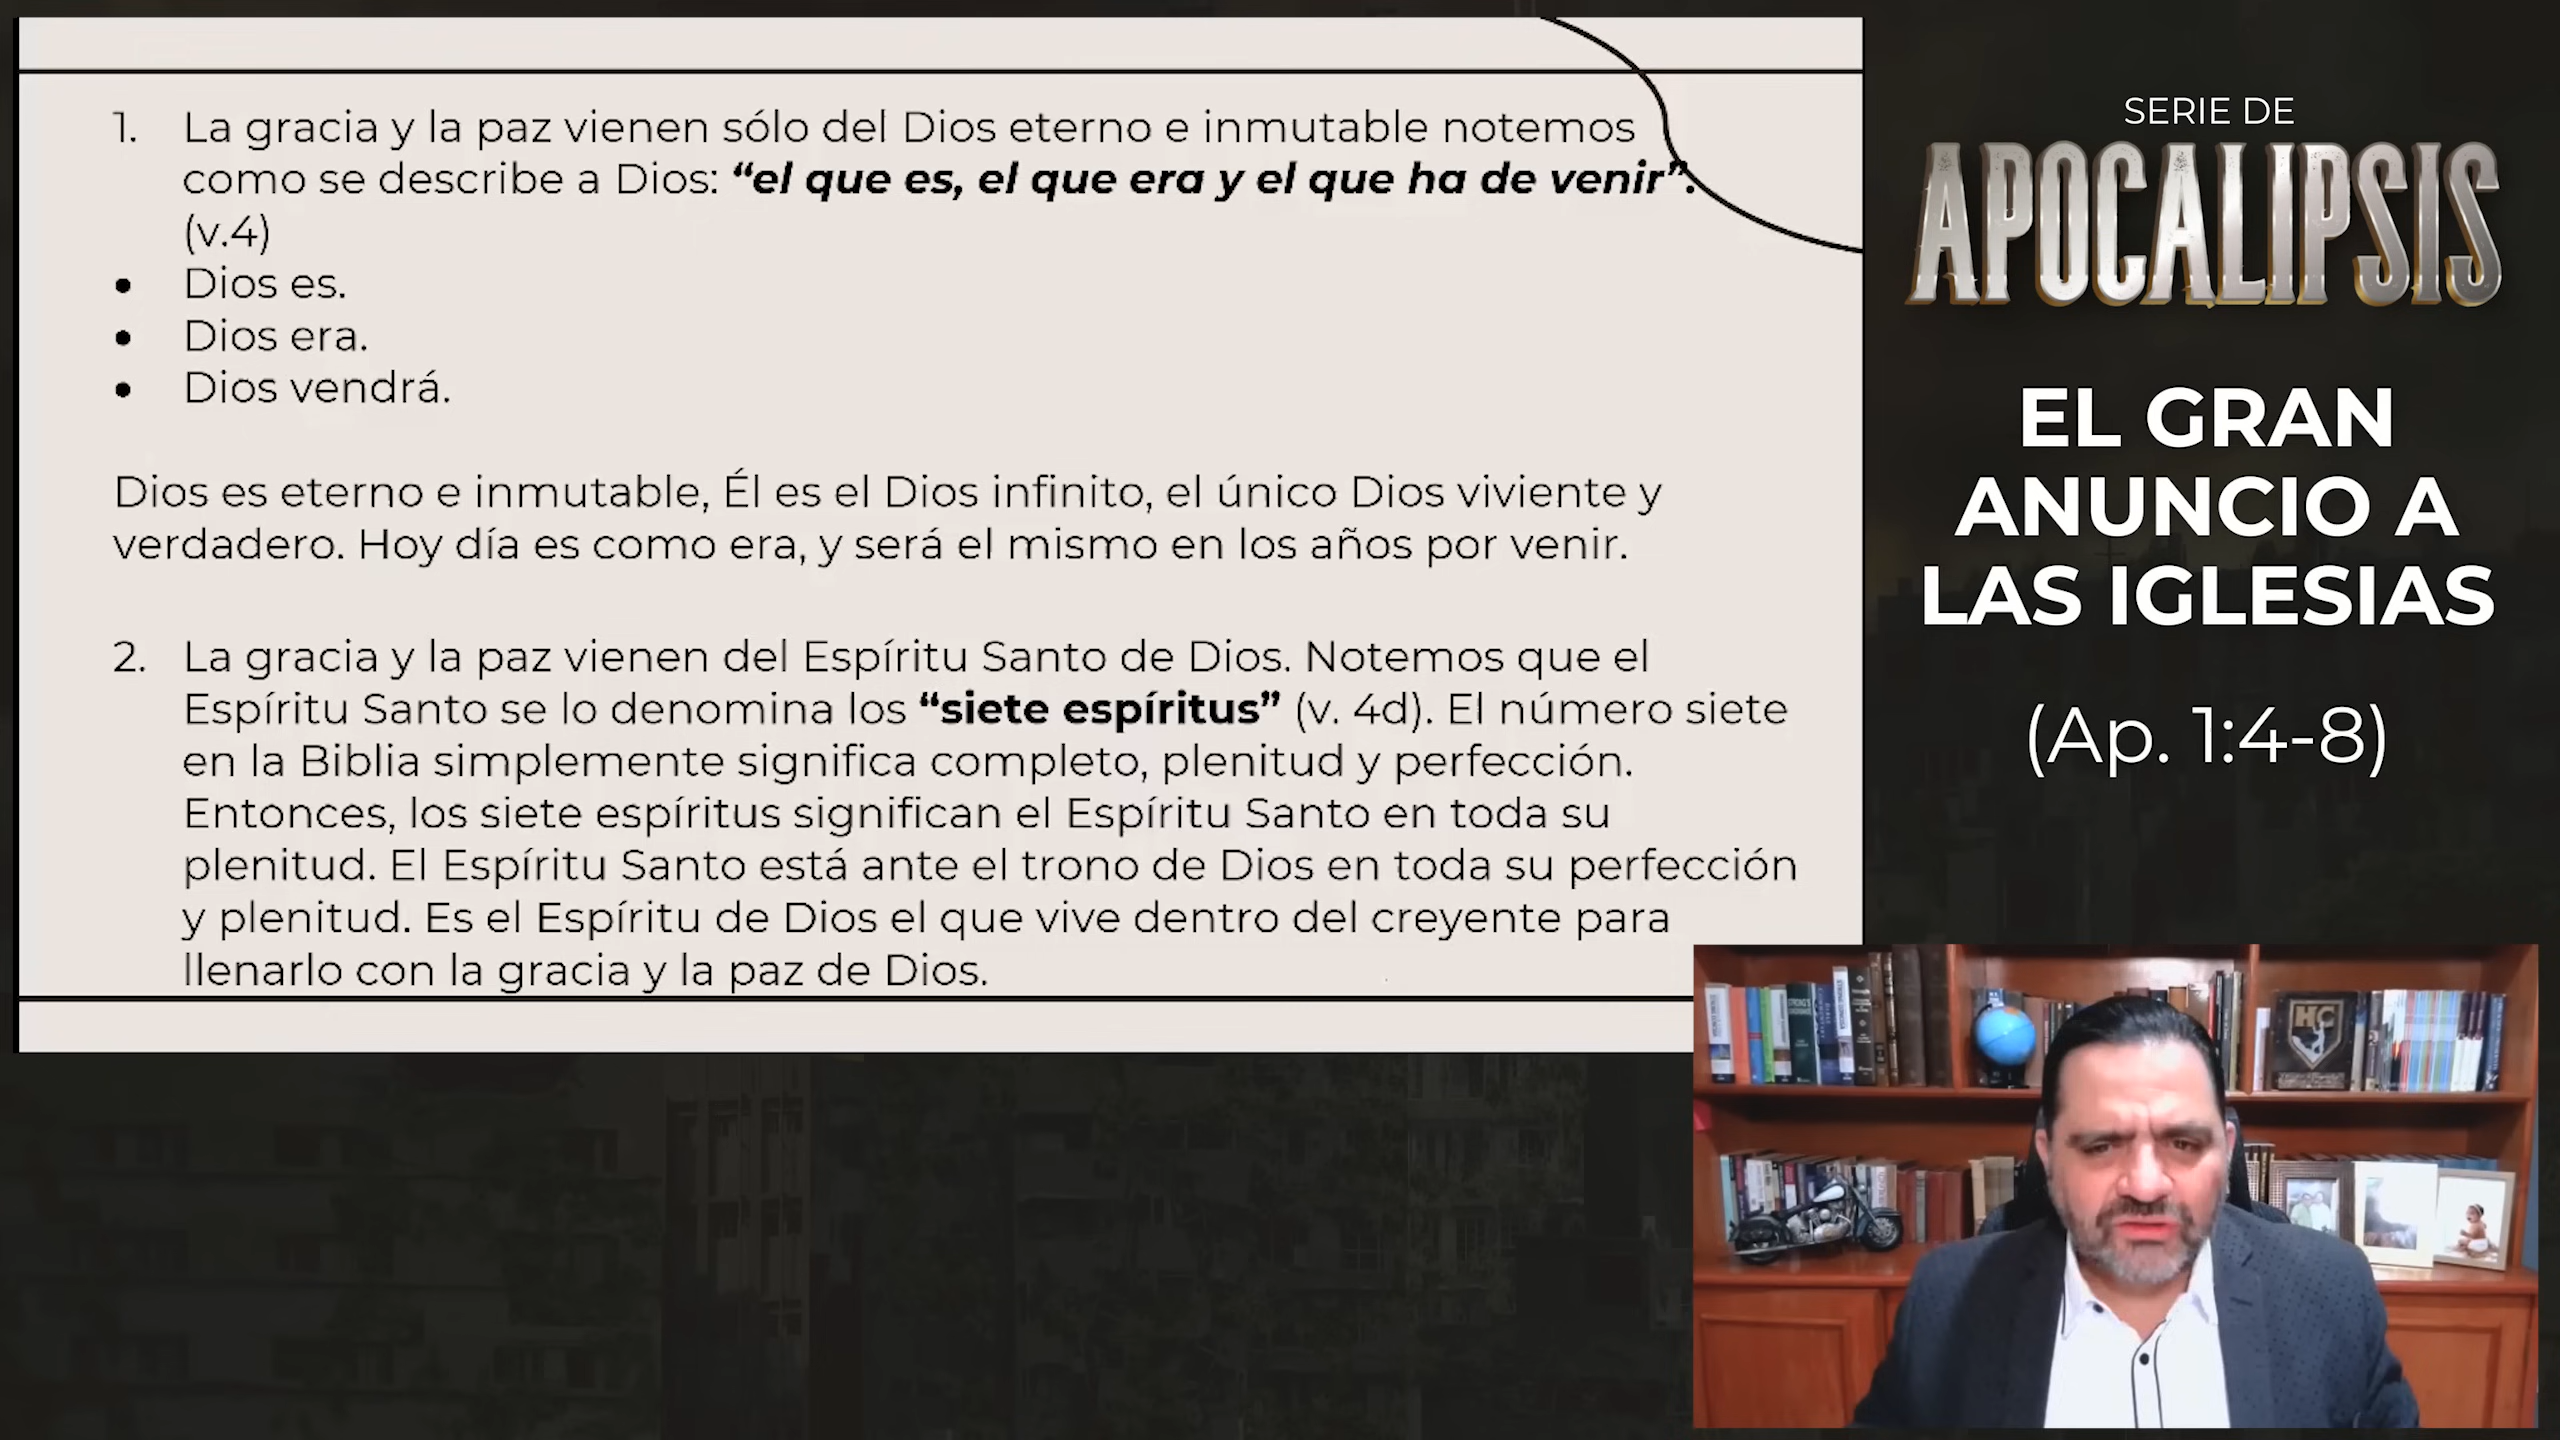 1. La gracia y la paz vienen sólo del Dios eterno e inmutable notemos
como se describe a Dios: “el que es, el que era y el que ha de venir”.
(v.4)
• Dios es.
• Dios era.
• Dios vendrá.
Dios es eterno e inmutable, Él es el Dios infinito, el único Dios viviente y
verdadero. Hoy día es como era, y será el mismo en los años por venir.
2. La gracia y la paz vienen del Espíritu Santo de Dios. Notemos que el
Espíritu Santo se lo denomina los “siete espíritus” (v. 4d). El número siete
en la Biblia simplemente significa completo, plenitud y perfección.
Entonces, los siete espíritus significan el Espíritu Santo en toda su
plenitud. El Espíritu Santo está ante el trono de Dios en toda su perfección
y plenitud. Es el Espíritu de Dios el que vive dentro del creyente para
llenarlo con la gracia y la paz de Dios.
SERIE DE
APOCALIPSIS
EL GRAN
ANUNCIO A
LAS IGLESIAS
(Ap. 1:4-8)
HC